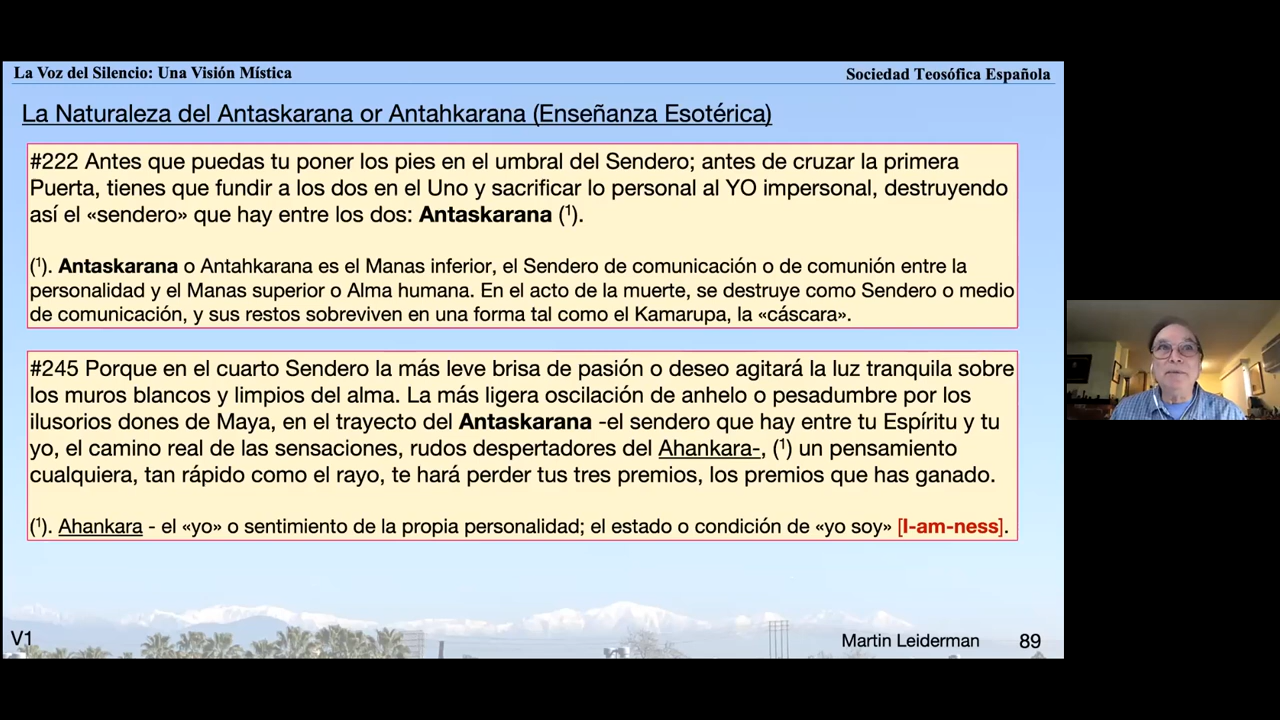 La Voz del Silencio: Una Visión Mística
Sociedad Teosófica Española
La Naturaleza del Antaskarana or Antahkarana (Enseñanza Esotérica)
#222 Antes que puedas tu poner los pies en el umbral del Sendero; antes de cruzar la primera
Puerta, tienes que fundir a los dos en el Uno y sacrificar lo personal al YO impersonal, destruyendo
así el «sendero» que hay entre los dos: Antaskarana (¹).
(¹). Antaskarana o Antahkarana es el Manas inferior, el Sendero de comunicación o de comunión entre la
personalidad y el Manas superior o Alma humana. En el acto de la muerte, se destruye como Sendero o medio
de comunicación, y sus restos sobreviven en una forma tal como el Kamarupa, la «cáscara».
#245 Porque en el cuarto Sendero la más leve brisa de pasión o deseo agitará la luz tranquila sobre
los muros blancos y limpios del alma. La más ligera oscilación de anhelo o pesadumbre por los
ilusorios dones de Maya, en el trayecto del Antaskarana -el sendero que hay entre tu Espíritu y tu
yo, el camino real de las sensaciones, rudos despertadores del Ahankara-, (¹) un pensamiento
cualquiera, tan rápido como el rayo, te hará perder tus tres premios, los premios que has ganado.
(¹). Ahankara - el «yo» o sentimiento de la propia personalidad; el estado o condición de «yo soy» [I-am-ness].
V1
Martin Leiderman
89